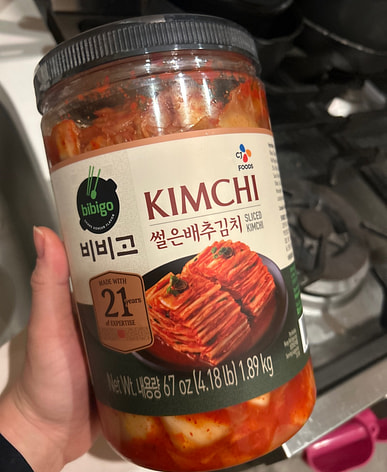 CJ
FOODS
bibigo
비비고
KIMCHI
썰은배추김치
SLICED
KIMCHI
MADE WITH
21 years
of EXPERTISE
Net Wt. 내용량 67 oz (4.18 lb) 1.89 kg